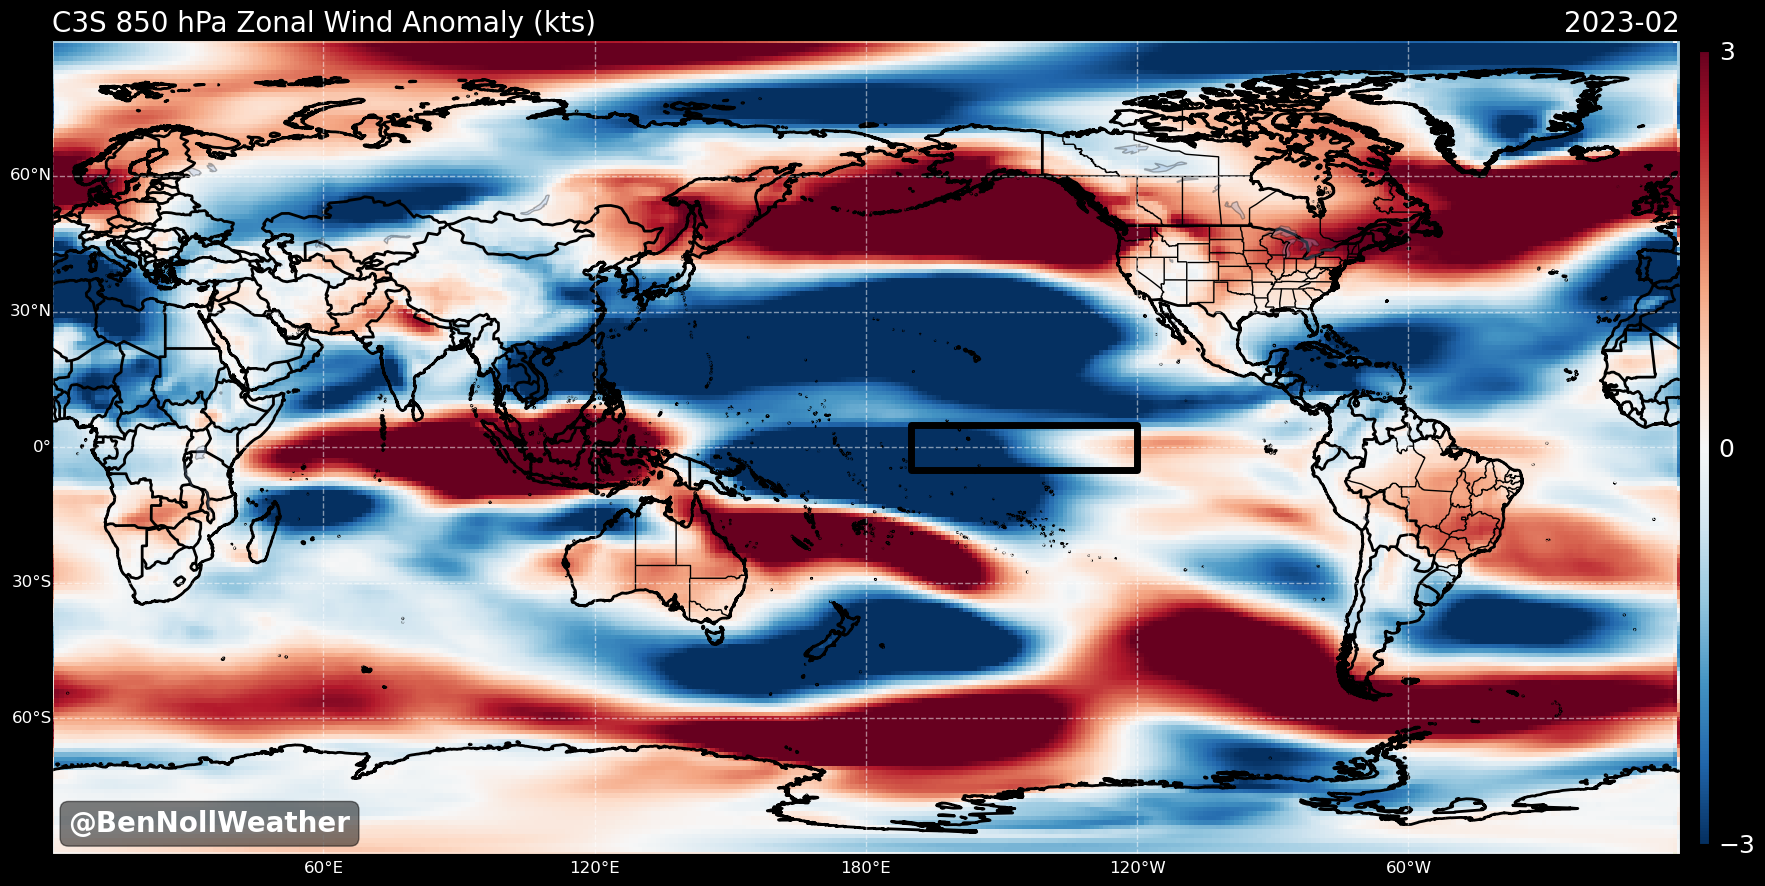 C3S 850 hPa Zonal Wind Anomaly (kts) 2023-02
3
60°N
30°N
0° 0
30°S
60°S
@BenNollWeather
−3
60°E 120°E 180°E 120°W 60°W